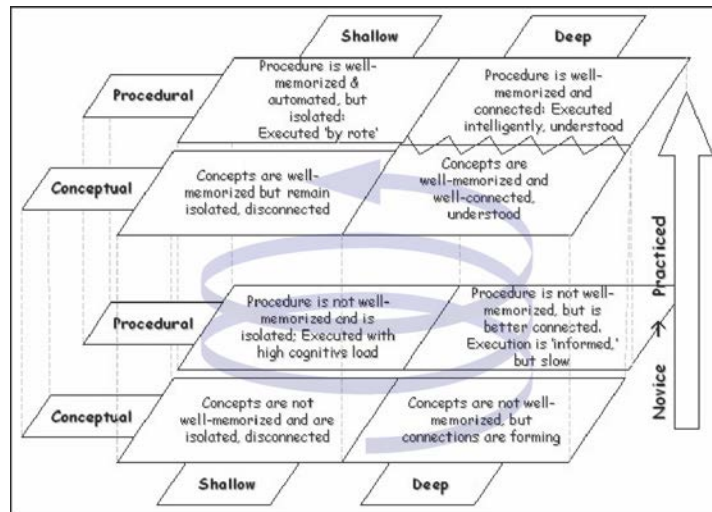 Shallow
Deep
Procedural
Procedure is well-
memorized &
automated, but
isolated:
Executed 'by rote'
Procedure is well-
memorized and
connected: Executed
intelligently, understood
Conceptual
Concepts are well-
memorized but remain
isolated, disconnected
Concepts are
well-memorized and
well-connected,
understood
Procedural
Procedure is not well-
memorized and is
isolated; Executed with
high cognitive load
Procedure is not well-
memorized, but is
better connected.
Execution is 'informed,'
but slow
Conceptual
Concepts are not
well-memorized and are
isolated, disconnected
Concepts are not well-
memorized, but
connections are forming
Shallow
Deep
Novice → Practiced